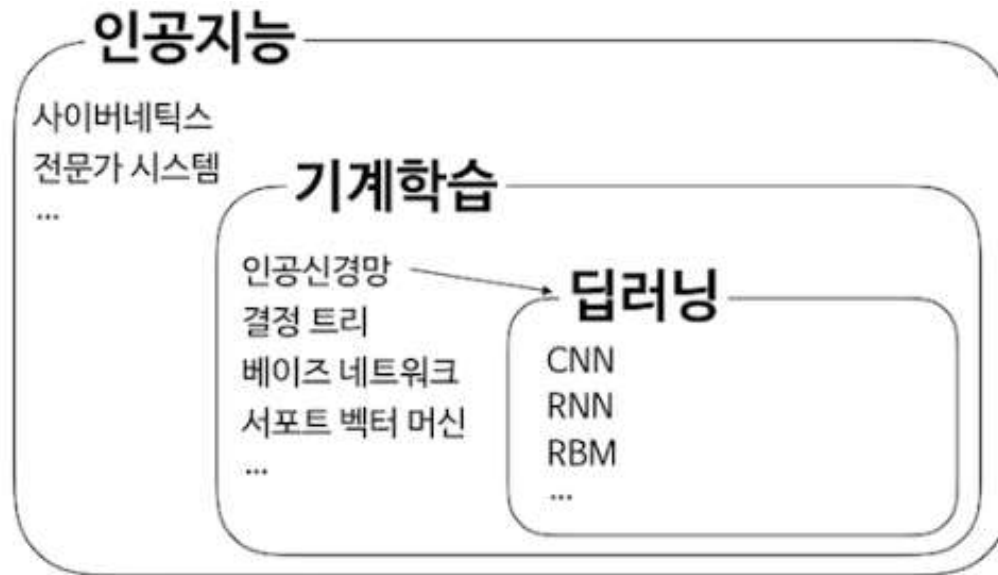 인공지능
사이버네틱스
전문가 시스템
...
기계학습
인공신경망
결정 트리
베이즈 네트워크
서포트 벡터 머신
...
딥러닝
CNN
RNN
RBM
...